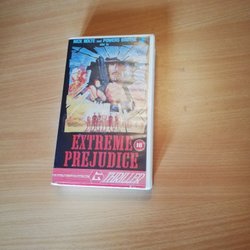 NICK NOLTE and POWERS BOOTHE
EXTREME
PREJUDICE
18
THRILLER